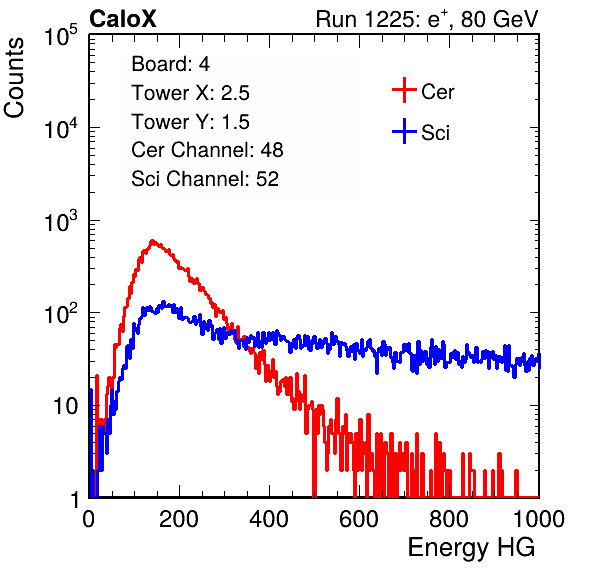 CaloX Run 1225: e⁺, 80 GeV
Counts
Board: 4
Tower X: 2.5
Tower Y: 1.5
Cer Channel: 48
Sci Channel: 52
Cer
Sci
10⁵
10⁴
10³
10²
10
1
0 200 400 600 800 1000
Energy HG